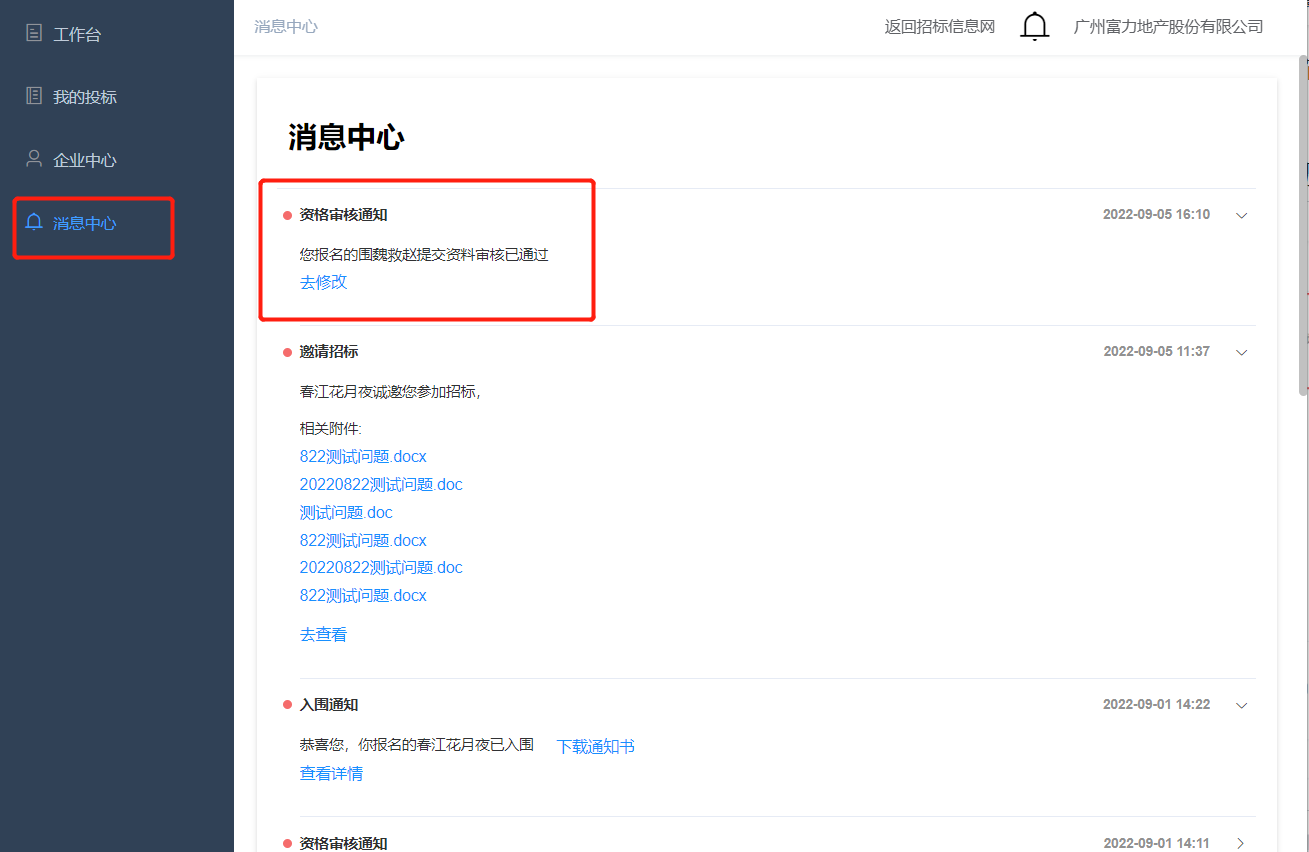 工作台
我的投标
企业中心
消息中心
消息中心
返回招标信息网
广州富力地产股份有限公司
消息中心
资格审核通知
2022-09-05 16:10
您报名的围魏救赵提交资料审核已通过
去修改
邀请招标
2022-09-05 11:37
春江花月夜诚邀您参加招标,
相关附件:
822测试问题.docx
20220822测试问题.doc
测试问题.doc
822测试问题.docx
20220822测试问题.doc
822测试问题.docx
去查看
入围通知
2022-09-01 14:22
恭喜您，你报名的春江花月夜已入围 下载通知书
查看详情
资格审核通知
2022-09-01 14:11